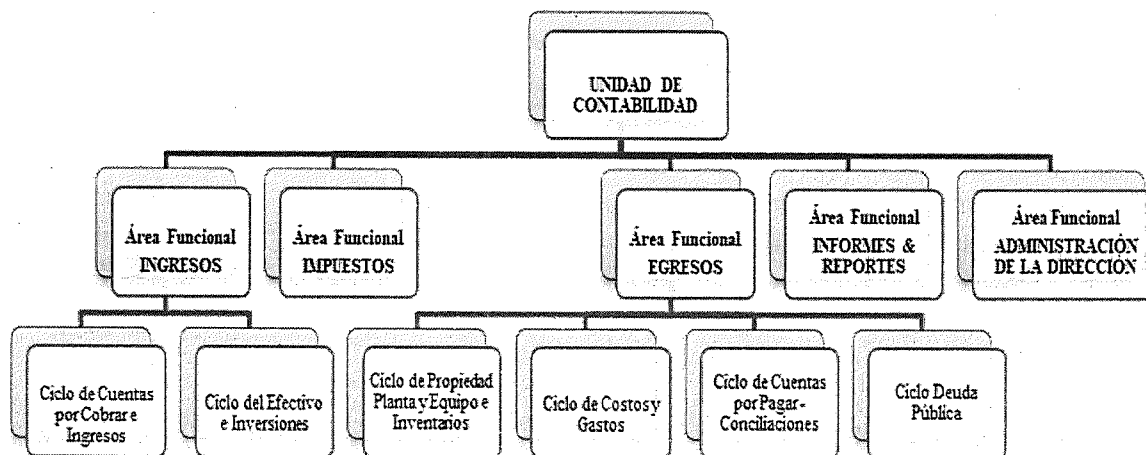 UNIDAD DE
CONTABILIDAD
Área Funcional
INGRESOS
Área Funcional
IMPUESTOS
Área Funcional
EGRESOS
Área Funcional
INFORMES &
REPORTES
Área Funcional
ADMINISTRACIÓN
DE LA DIRECCIÓN
Ciclo de Cuentas
por Cobrar e
Ingresos
Ciclo del Efectivo
e Inversiones
Ciclo de Propiedad
Planta y Equipo e
Inventarios
Ciclo de Costos y
Gastos
Ciclo de Cuentas
por Pagar-
Conciliaciones
Ciclo Deuda
Pública